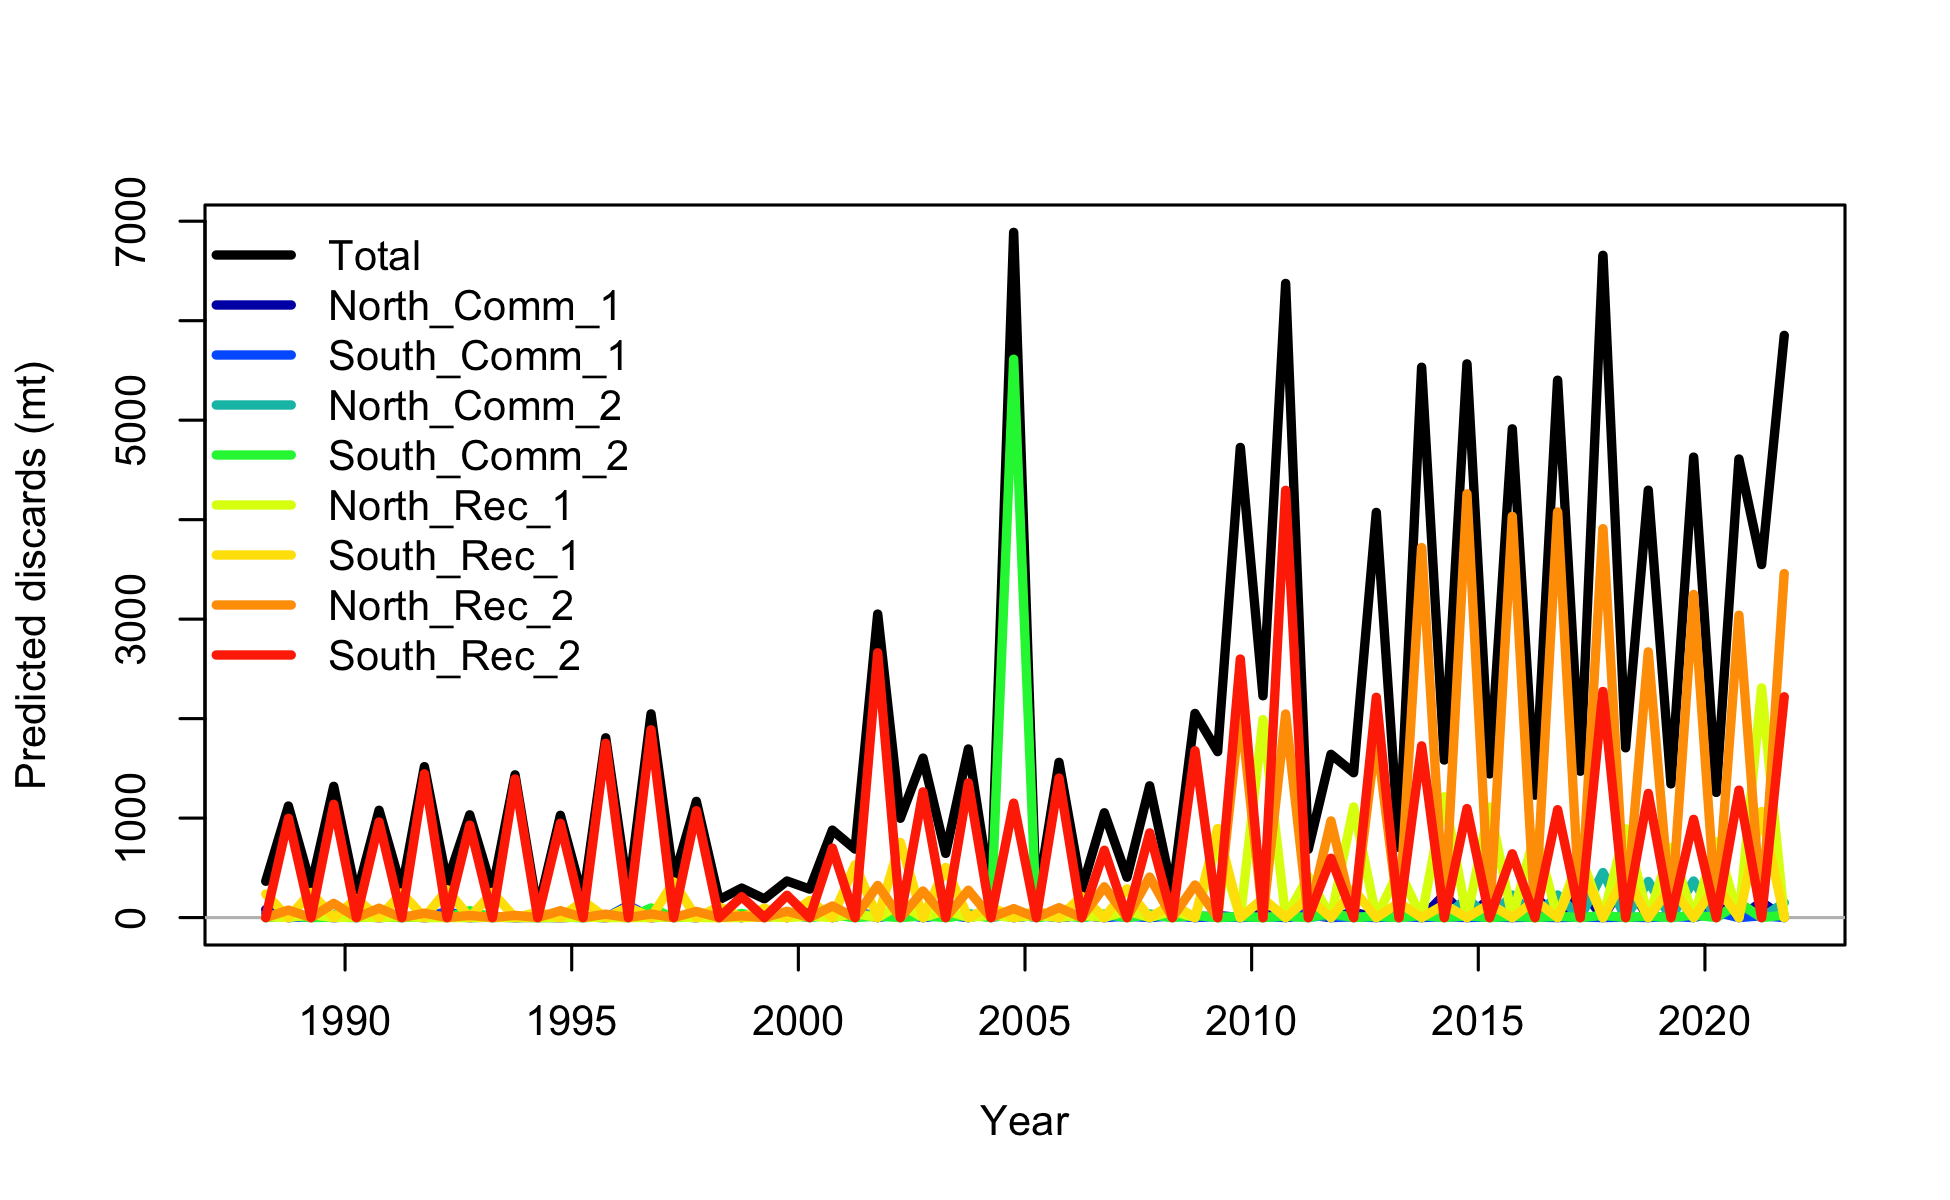 Total
North_Comm_1
South_Comm_1
North_Comm_2
South_Comm_2
North_Rec_1
South_Rec_1
North_Rec_2
South_Rec_2
Predicted discards (mt)
7000
5000
3000
1000
0
1990 1995 2000 2005 2010 2015 2020
Year